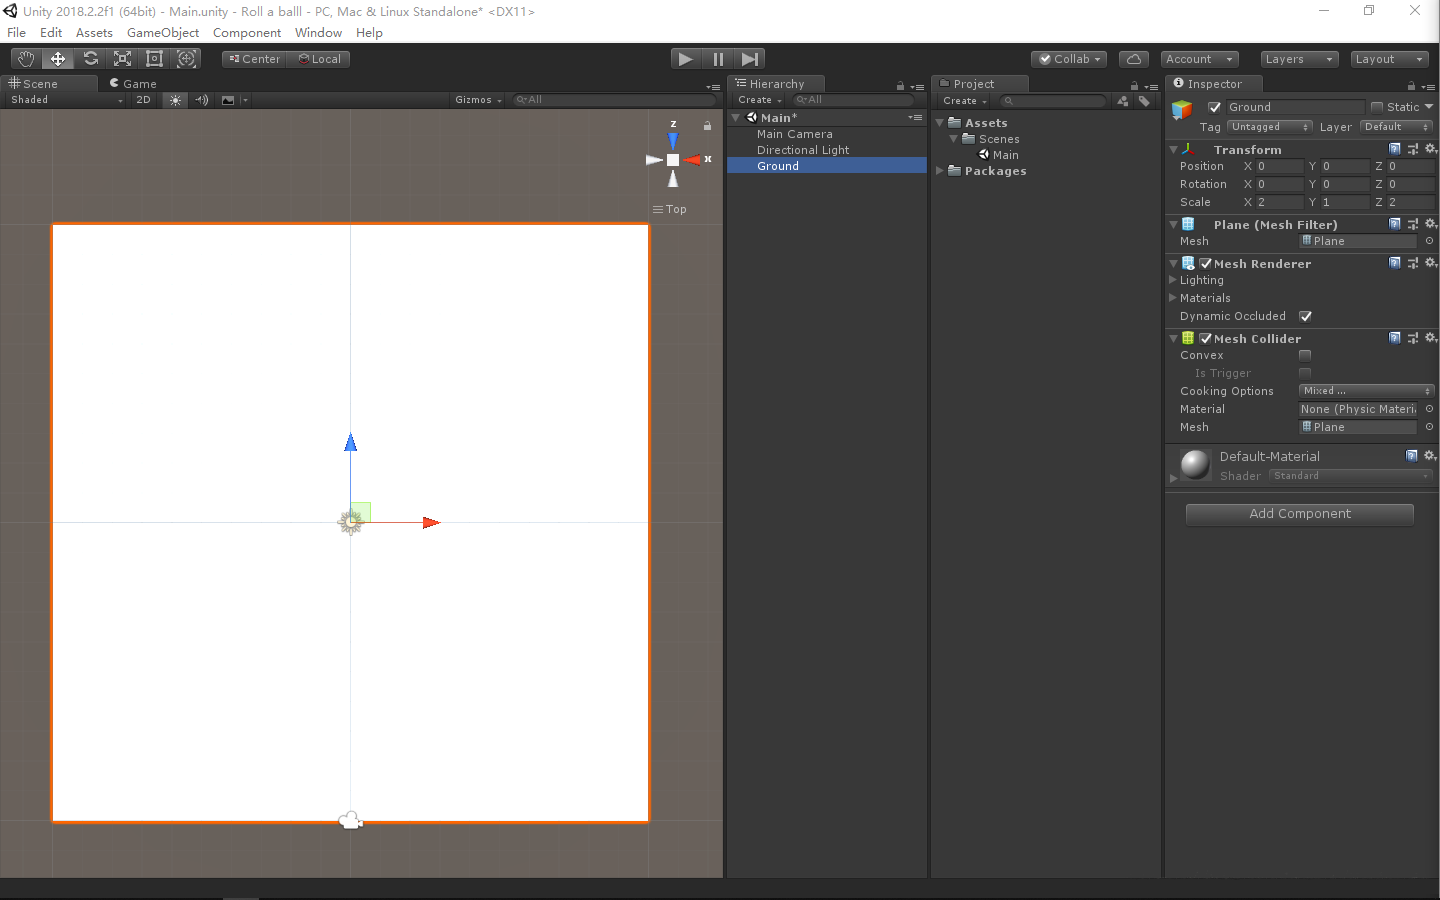 Unity 2018.2.2f1 (64bit) - Main.unity - Roll a balll - PC, Mac & Linux Standalone* <DX11>
File Edit Assets GameObject Component Window Help
Center Local Collab Account Layers Layout
Scene Game
Shaded 2D Gizmos All
z
x
Top
Hierarchy
Create All
Main*
Main Camera
Directional Light
Ground
Project
Create
Assets
Scenes
Main
Packages
Inspector
Ground Static
Tag Untagged Layer Default
Transform
Position X 0 Y 0 Z 0
Rotation X 0 Y 0 Z 0
Scale X 2 Y 1 Z 2
Plane (Mesh Filter)
Mesh Plane
Mesh Renderer
Lighting
Materials
Dynamic Occluded
Mesh Collider
Convex
Is Trigger
Cooking Options Mixed ...
Material None (Physic Materi
Mesh Plane
Default-Material
Shader Standard
Add Component